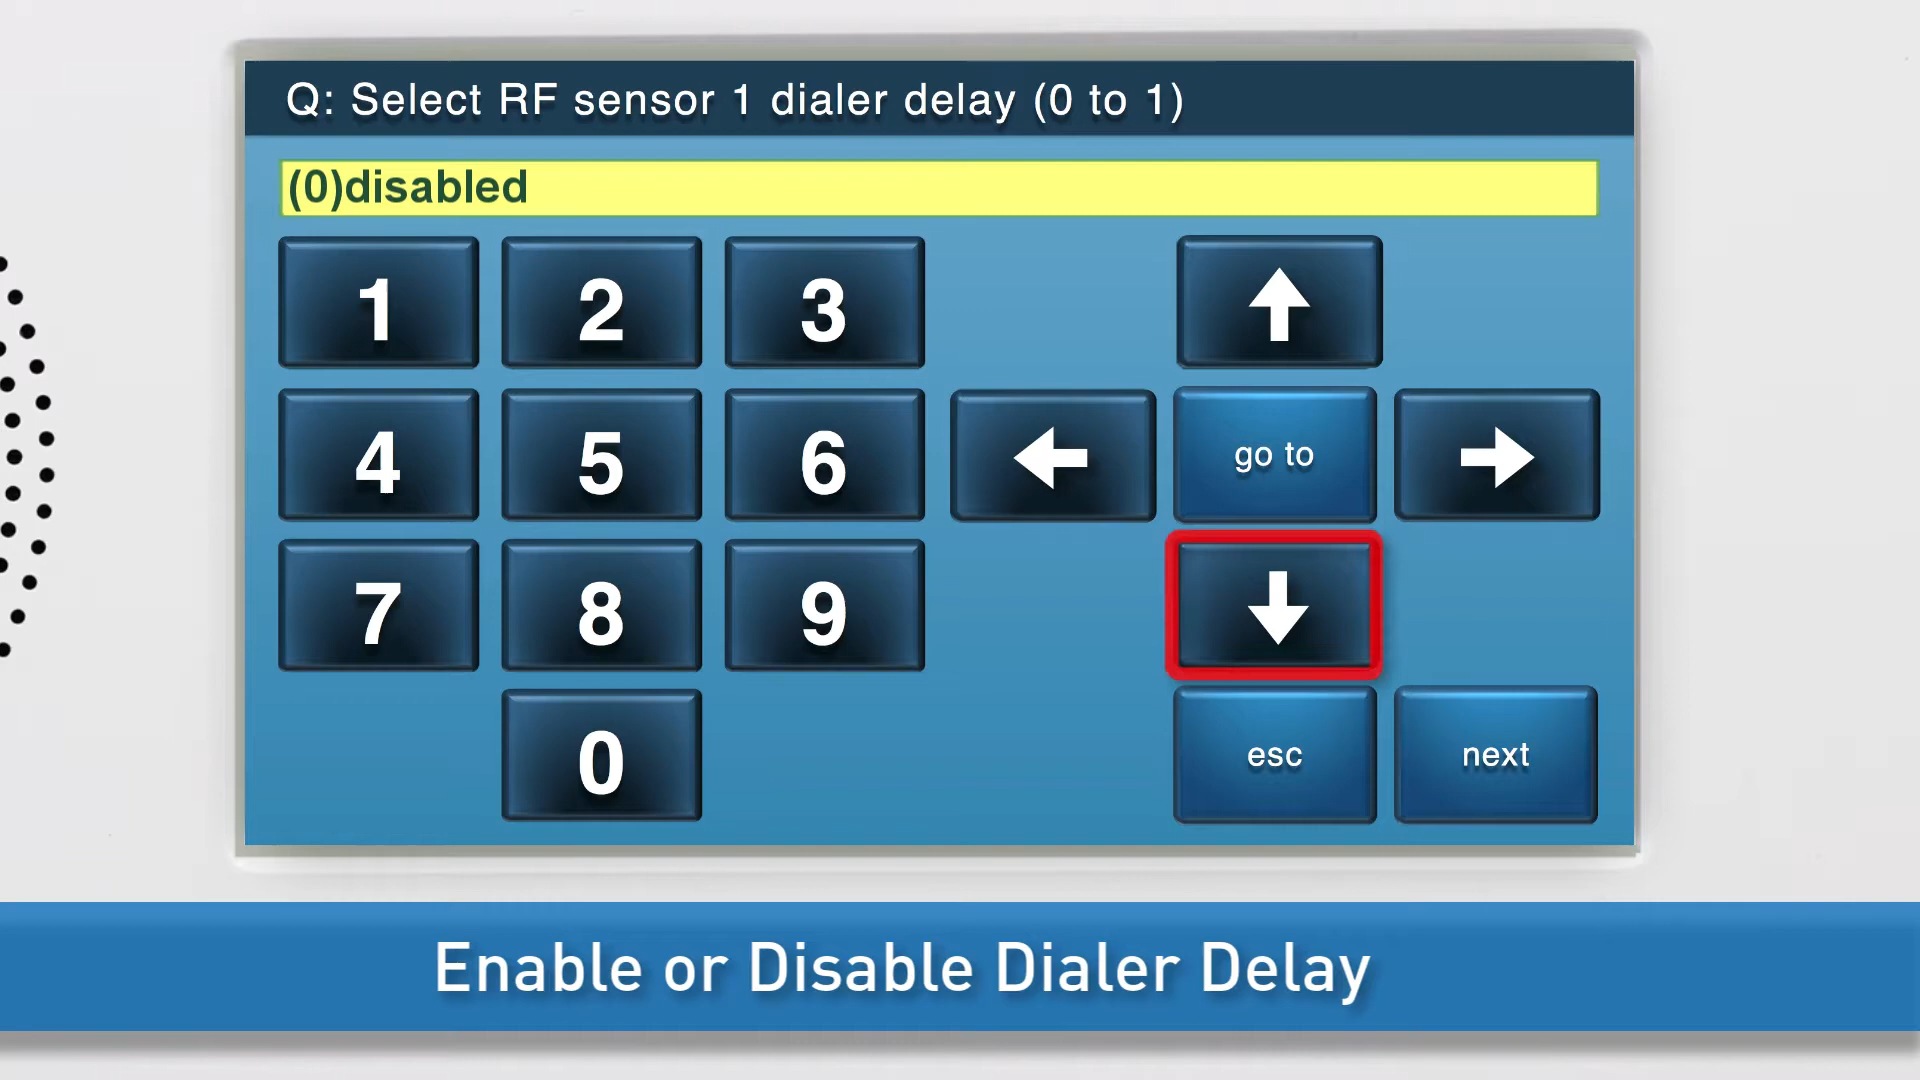 Q: Select RF sensor 1 dialer delay (0 to 1)
(0)disabled
1 2 3
4 5 6 go to
7 8 9
0 esc next
Enable or Disable Dialer Delay